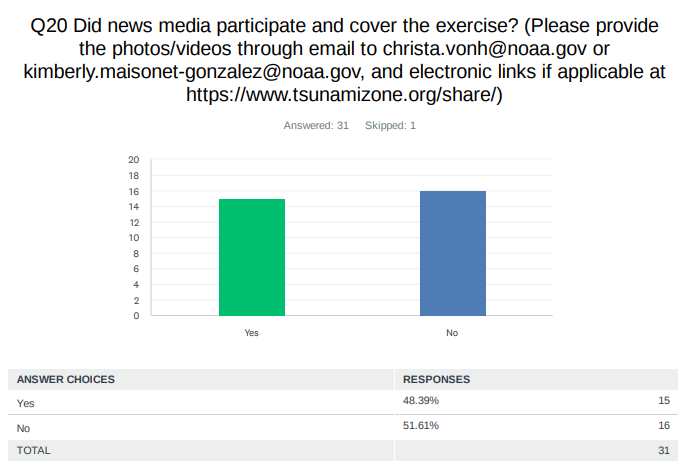 Q20 Did news media participate and cover the exercise? (Please provide
the photos/videos through email to christa.vonh@noaa.gov or
kimberly.maisonet-gonzalez@noaa.gov, and electronic links if applicable at
https://www.tsunamizone.org/share/)
Answered: 31 Skipped: 1
20
18
16
14
12
10
8
6
4
2
0
Yes No
ANSWER CHOICES RESPONSES
Yes 48.39% 15
No 51.61% 16
TOTAL 31